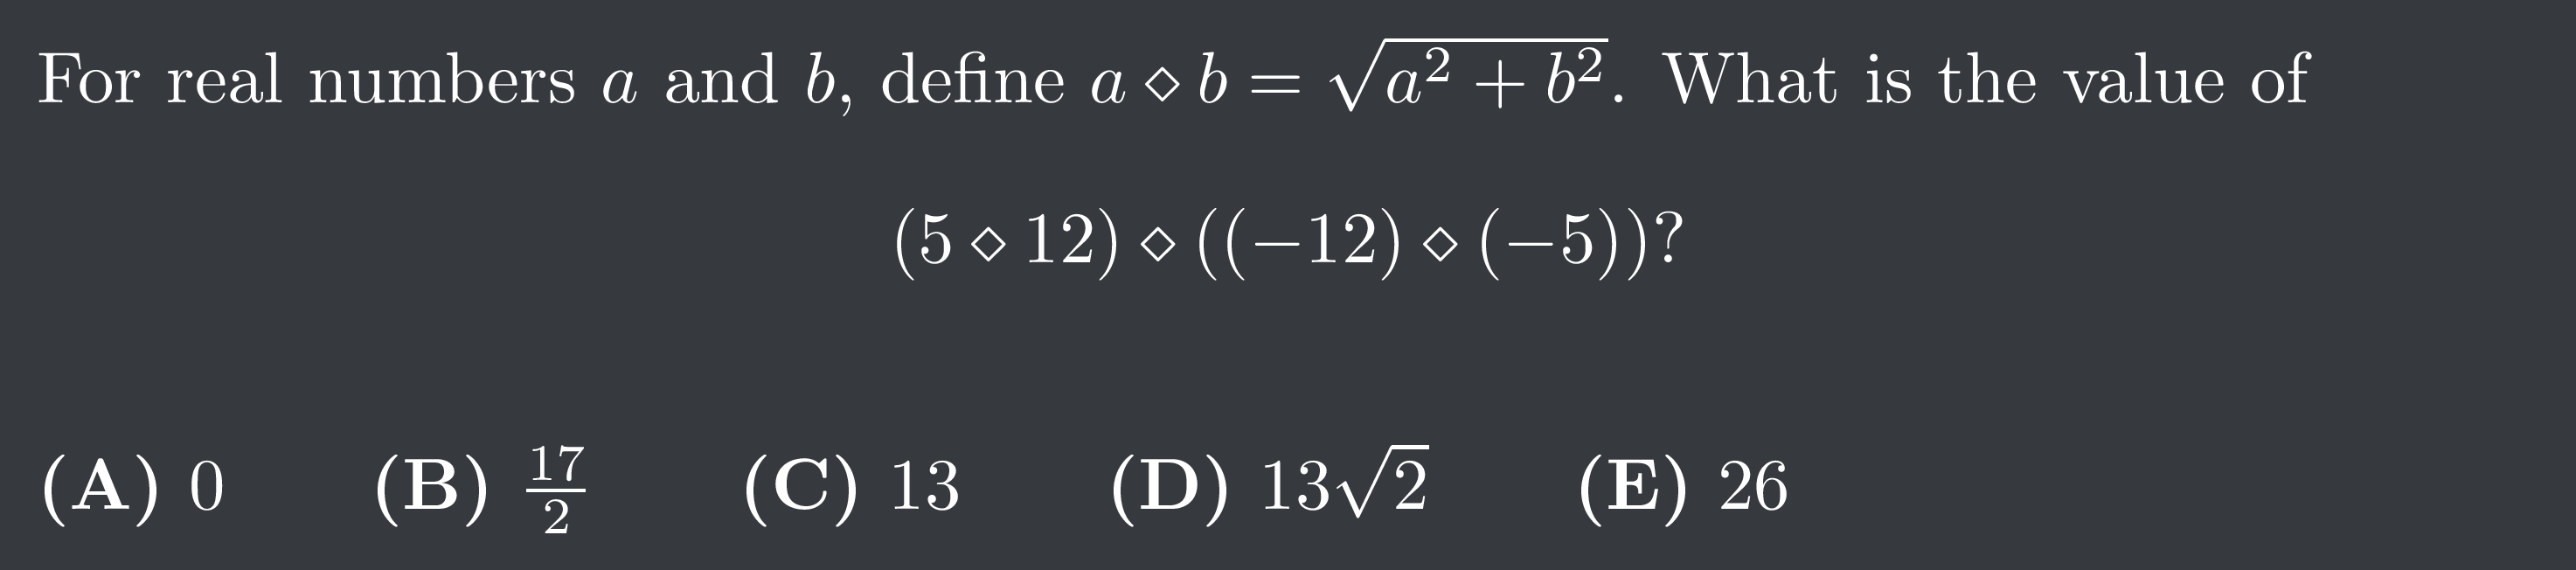 For real numbers a and b, define a ⋄ b = √(a² + b²). What is the value of
(5 ⋄ 12) ⋄ ((−12) ⋄ (−5))?
(A) 0 (B) 17/2 (C) 13 (D) 13√2 (E) 26